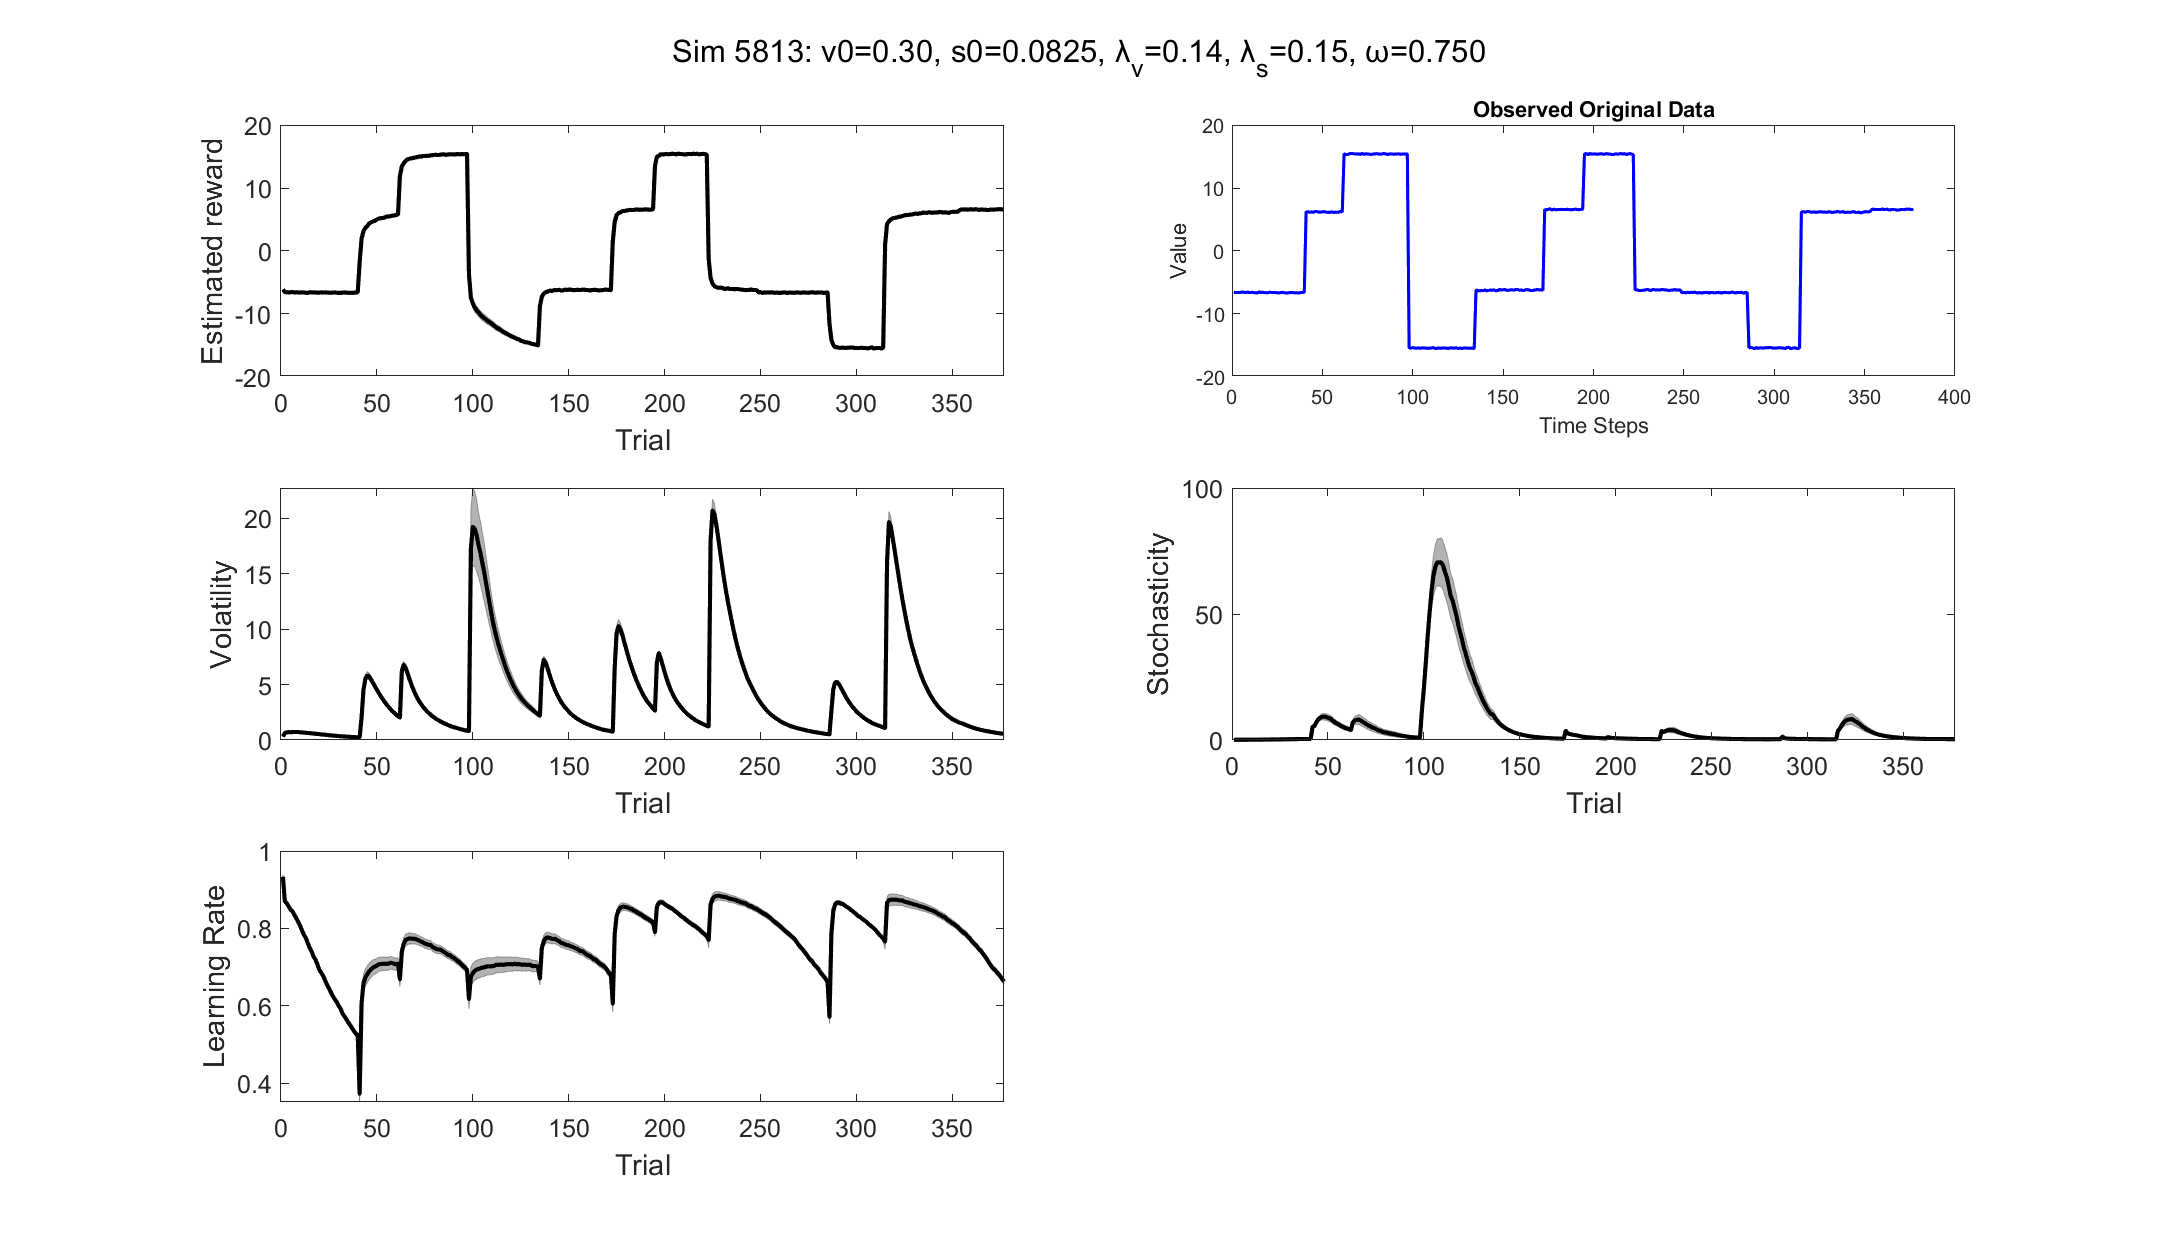 Sim 5813: v0=0.30, s0=0.0825, λ_v=0.14, λ_s=0.15, ω=0.750
Estimated reward
20
10
0
-10
-20
0 50 100 150 200 250 300 350
Trial
Observed Original Data
Value
20
10
0
-10
-20
0 50 100 150 200 250 300 350 400
Time Steps
Volatility
20
15
10
5
0
0 50 100 150 200 250 300 350
Trial
Stochasticity
100
50
0
0 50 100 150 200 250 300 350
Trial
Learning Rate
1
0.8
0.6
0.4
0 50 100 150 200 250 300 350
Trial